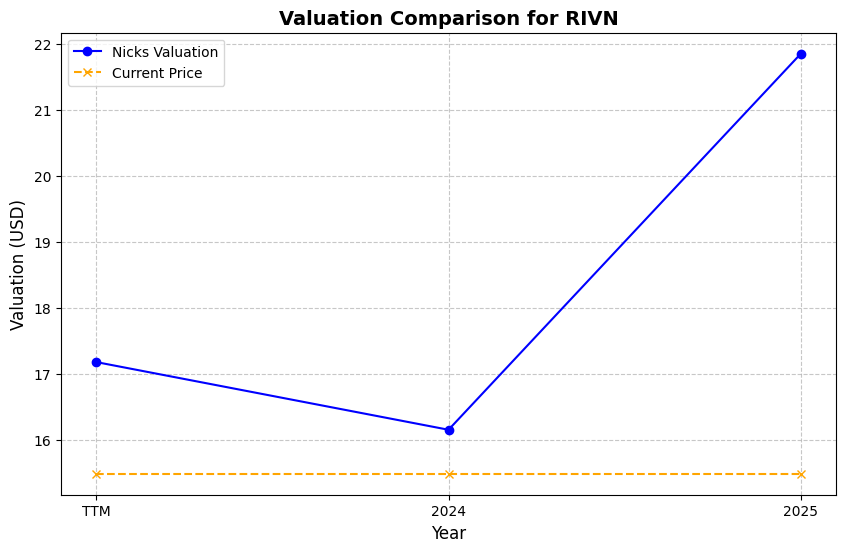 Valuation Comparison for RIVN
Nicks Valuation
Current Price
Valuation (USD)
22
21
20
19
18
17
16
TTM
2024
2025
Year